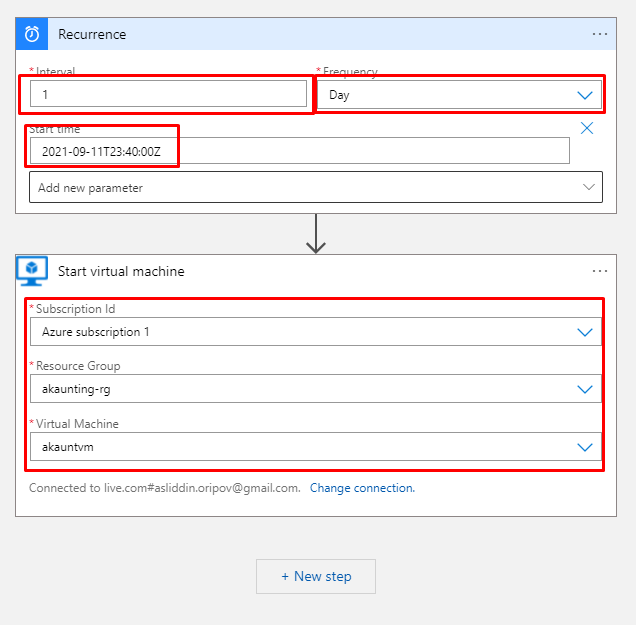 Recurrence
...
*Interval
*Frequency
1
Day
Start time
2021-09-11T23:40:00Z
Add new parameter
Start virtual machine
...
*Subscription Id
Azure subscription 1
*Resource Group
akaunting-rg
*Virtual Machine
akauntvm
Connected to live.com#asliddin.oripov@gmail.com. Change connection.
+ New step